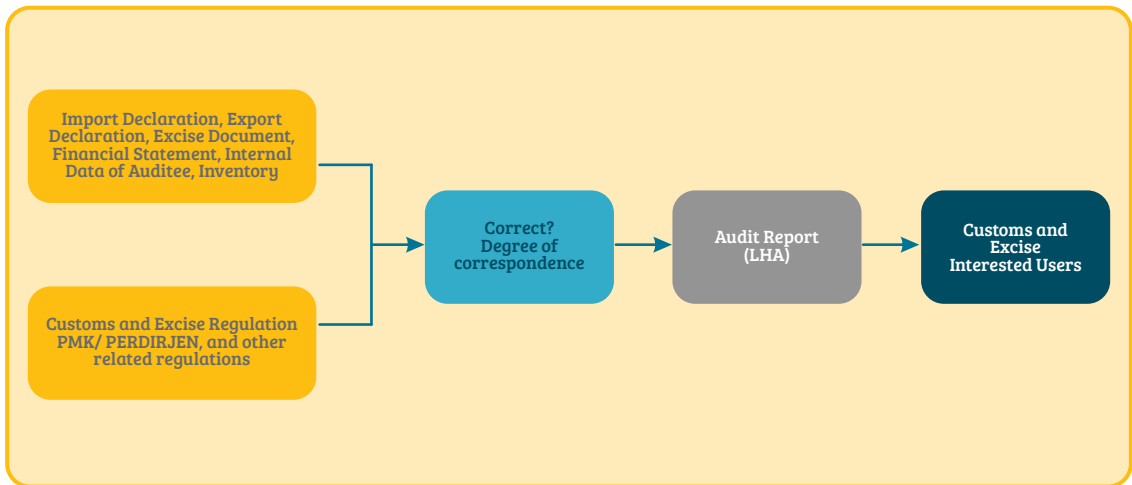 Import Declaration, Export
Declaration, Excise Document,
Financial Statement, Internal
Data of Auditee, Inventory
Customs and Excise Regulation
PMK/ PERDIRJEN, and other
related regulations
Correct?
Degree of
correspondence
Audit Report
(LHA)
Customs and
Excise
Interested Users